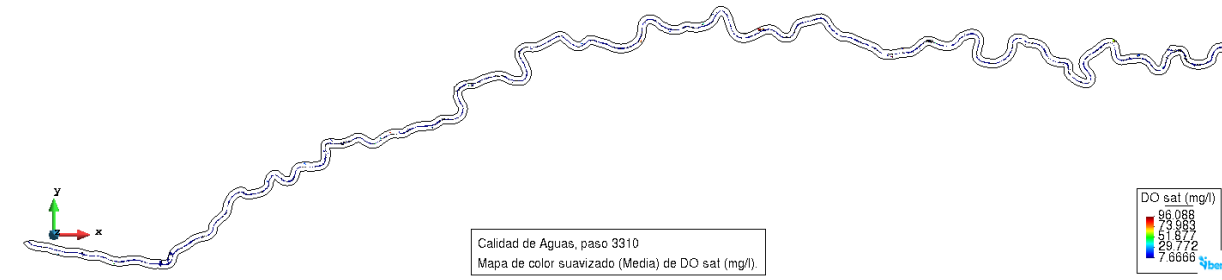 y
x
Calidad de Aguas, paso 3310
Mapa de color suavizado (Media) de DO sat (mg/l).
DO sat (mg/l)
96.088
73.983
51.877
29.772
7.6666